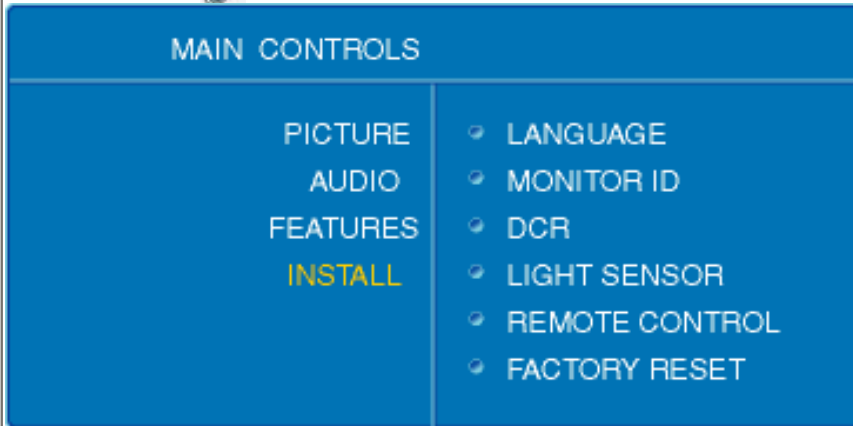 MAIN CONTROLS
PICTURE
AUDIO
FEATURES
INSTALL
LANGUAGE
MONITOR ID
DCR
LIGHT SENSOR
REMOTE CONTROL
FACTORY RESET